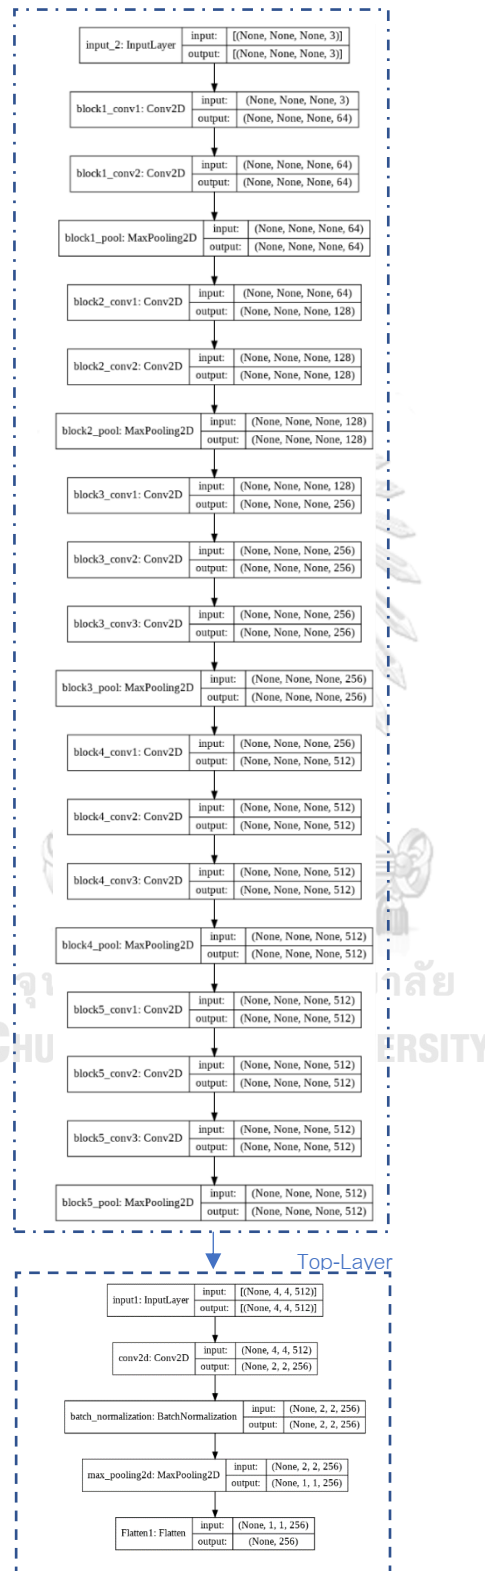 input_2: InputLayer
input: [(None, None, None, 3)]
output: [(None, None, None, 3)]
block1_conv1: Conv2D
input: (None, None, None, 3)
output: (None, None, None, 64)
block1_conv2: Conv2D
input: (None, None, None, 64)
output: (None, None, None, 64)
block1_pool: MaxPooling2D
input: (None, None, None, 64)
output: (None, None, None, 64)
block2_conv1: Conv2D
input: (None, None, None, 64)
output: (None, None, None, 128)
block2_conv2: Conv2D
input: (None, None, None, 128)
output: (None, None, None, 128)
block2_pool: MaxPooling2D
input: (None, None, None, 128)
output: (None, None, None, 128)
block3_conv1: Conv2D
input: (None, None, None, 128)
output: (None, None, None, 256)
block3_conv2: Conv2D
input: (None, None, None, 256)
output: (None, None, None, 256)
block3_conv3: Conv2D
input: (None, None, None, 256)
output: (None, None, None, 256)
block3_pool: MaxPooling2D
input: (None, None, None, 256)
output: (None, None, None, 256)
block4_conv1: Conv2D
input: (None, None, None, 256)
output: (None, None, None, 512)
block4_conv2: Conv2D
input: (None, None, None, 512)
output: (None, None, None, 512)
block4_conv3: Conv2D
input: (None, None, None, 512)
output: (None, None, None, 512)
block4_pool: MaxPooling2D
input: (None, None, None, 512)
output: (None, None, None, 512)
block5_conv1: Conv2D
input: (None, None, None, 512)
output: (None, None, None, 512)
block5_conv2: Conv2D
input: (None, None, None, 512)
output: (None, None, None, 512)
block5_conv3: Conv2D
input: (None, None, None, 512)
output: (None, None, None, 512)
block5_pool: MaxPooling2D
input: (None, None, None, 512)
output: (None, None, None, 512)
Top-Layer
input1: InputLayer
input: [(None, 4, 4, 512)]
output: [(None, 4, 4, 512)]
conv2d: Conv2D
input: (None, 4, 4, 512)
output: (None, 2, 2, 256)
batch_normalization: BatchNormalization
input: (None, 2, 2, 256)
output: (None, 2, 2, 256)
max_pooling2d: MaxPooling2D
input: (None, 2, 2, 256)
output: (None, 1, 1, 256)
Flatten1: Flatten
input: (None, 1, 1, 256)
output: (None, 256)